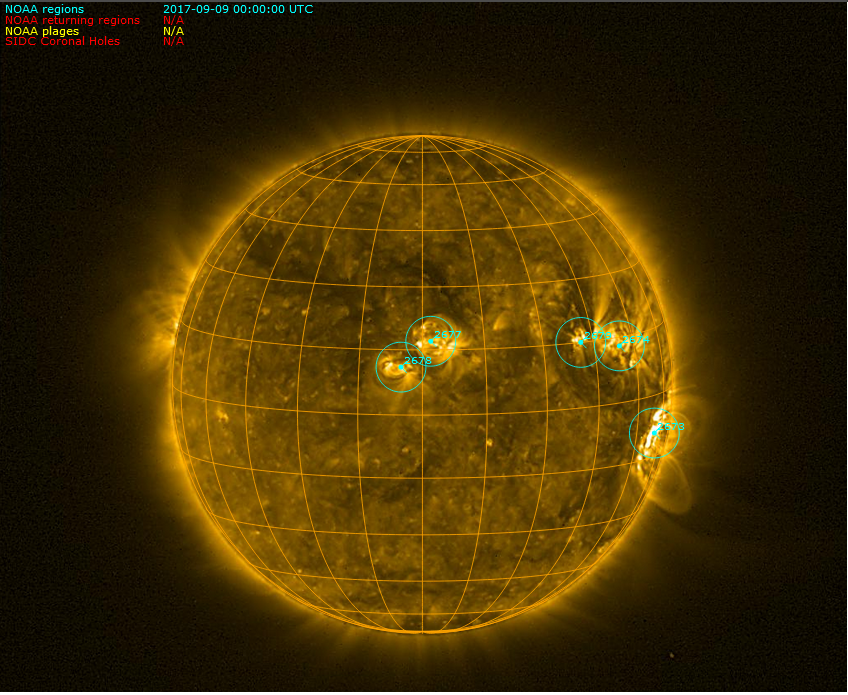 NOAA regions 2017-09-09 00:00:00 UTC
NOAA returning regions N/A
NOAA plages N/A
SIDC Coronal Holes N/A
2677
2678
2673